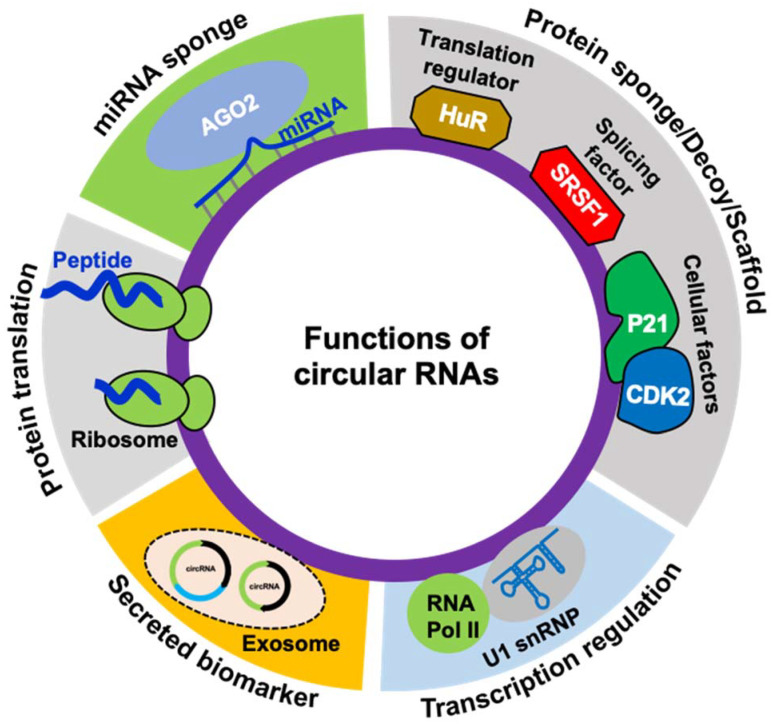 miRNA sponge
AGO2
miRNA
Protein sponge/Decoy/Scaffold
Translation
regulator
HuR
Splicing
factor
SRSF1
Cellular factors
P21
CDK2
Protein translation
Peptide
Ribosome
Functions of
circular RNAs
Secreted biomarker
circRNA
circRNA
Exosome
RNA
Pol II
U1 snRNP
Transcription regulation